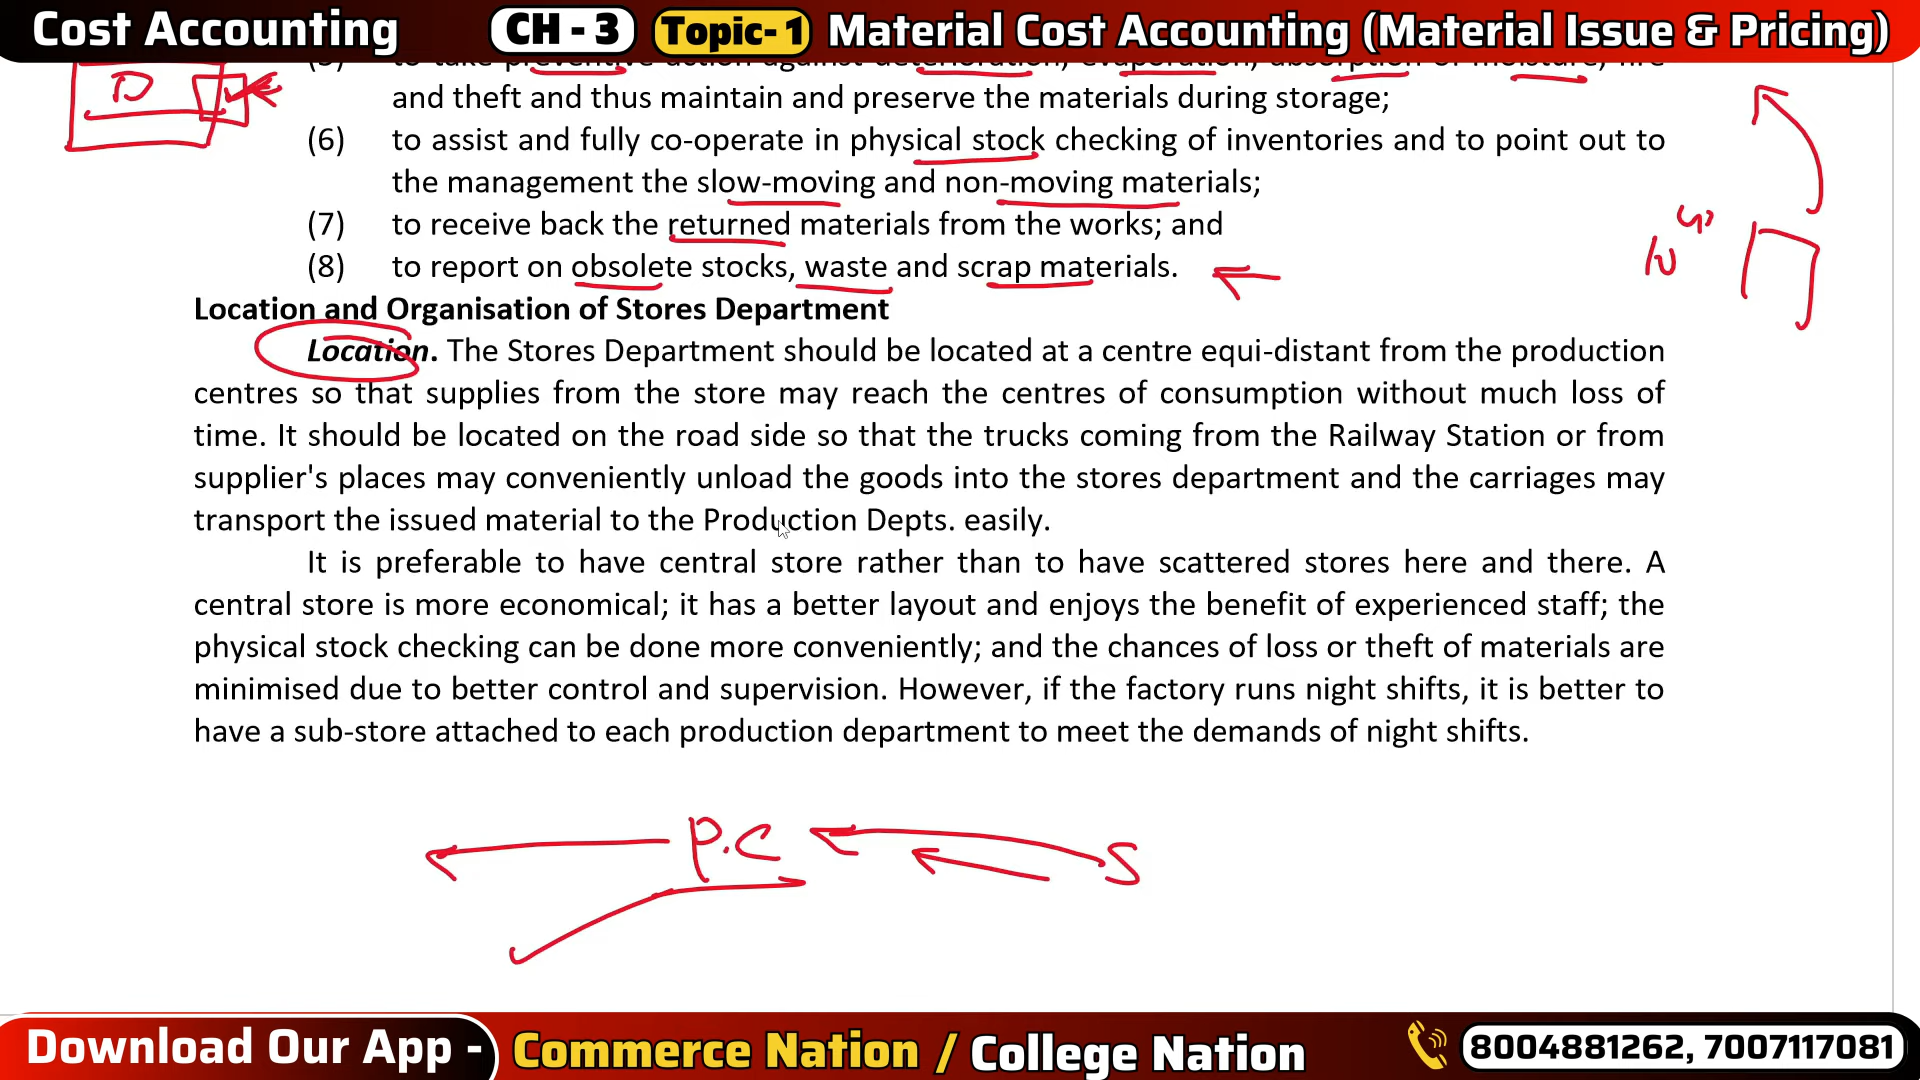 Cost Accounting CH - 3 Topic- 1 Material Cost Accounting (Material Issue & Pricing)
D
and theft and thus maintain and preserve the materials during storage;
(6) to assist and fully co-operate in physical stock checking of inventories and to point out to
the management the slow-moving and non-moving materials;
(7) to receive back the returned materials from the works; and
(8) to report on obsolete stocks, waste and scrap materials.
Location and Organisation of Stores Department
Location. The Stores Department should be located at a centre equi-distant from the production
centres so that supplies from the store may reach the centres of consumption without much loss of
time. It should be located on the road side so that the trucks coming from the Railway Station or from
supplier's places may conveniently unload the goods into the stores department and the carriages may
transport the issued material to the Production Depts. easily.
It is preferable to have central store rather than to have scattered stores here and there. A
central store is more economical; it has a better layout and enjoys the benefit of experienced staff; the
physical stock checking can be done more conveniently; and the chances of loss or theft of materials are
minimised due to better control and supervision. However, if the factory runs night shifts, it is better to
have a sub-store attached to each production department to meet the demands of night shifts.
P.C S
Download Our App - Commerce Nation / College Nation 8004881262, 7007117081